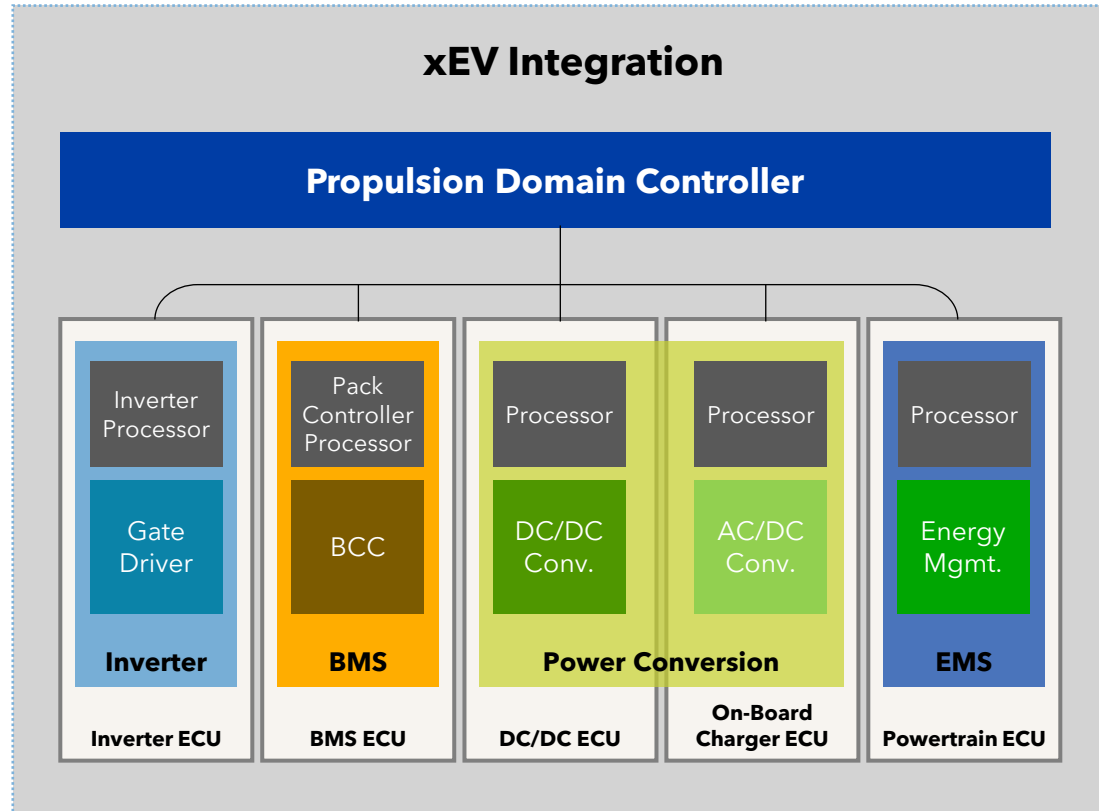 xEV Integration
Propulsion Domain Controller
Inverter
Processor
Gate
Driver
Inverter
Inverter ECU
Pack
Controller
Processor
BCC
BMS
BMS ECU
Processor
DC/DC
Conv.
Processor
AC/DC
Conv.
Power Conversion
DC/DC ECU
On-Board
Charger ECU
Processor
Energy
Mgmt.
EMS
Powertrain ECU